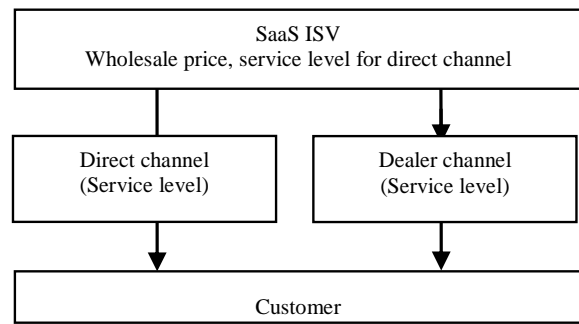 SaaS ISV
Wholesale price, service level for direct channel
Direct channel
(Service level)
Dealer channel
(Service level)
Customer